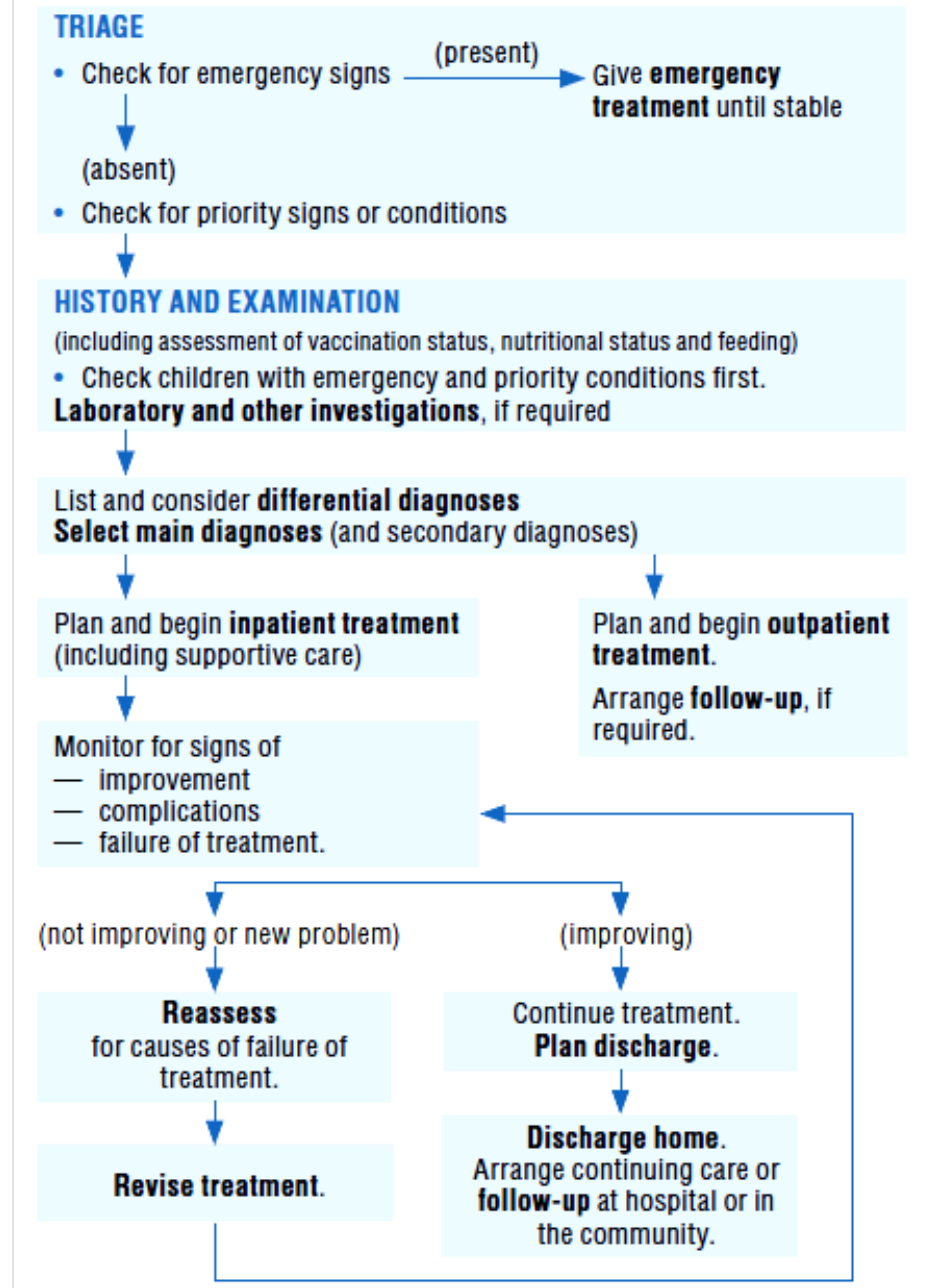 TRIAGE
• Check for emergency signs
(present)
Give emergency
treatment until stable
(absent)
• Check for priority signs or conditions
HISTORY AND EXAMINATION
(including assessment of vaccination status, nutritional status and feeding)
• Check children with emergency and priority conditions first.
Laboratory and other investigations, if required
List and consider differential diagnoses
Select main diagnoses (and secondary diagnoses)
Plan and begin inpatient treatment
(including supportive care)
Plan and begin outpatient
treatment.
Arrange follow-up, if
required.
Monitor for signs of
— improvement
— complications
— failure of treatment.
(not improving or new problem)
(improving)
Reassess
for causes of failure of
treatment.
Continue treatment.
Plan discharge.
Revise treatment.
Discharge home.
Arrange continuing care or
follow-up at hospital or in
the community.